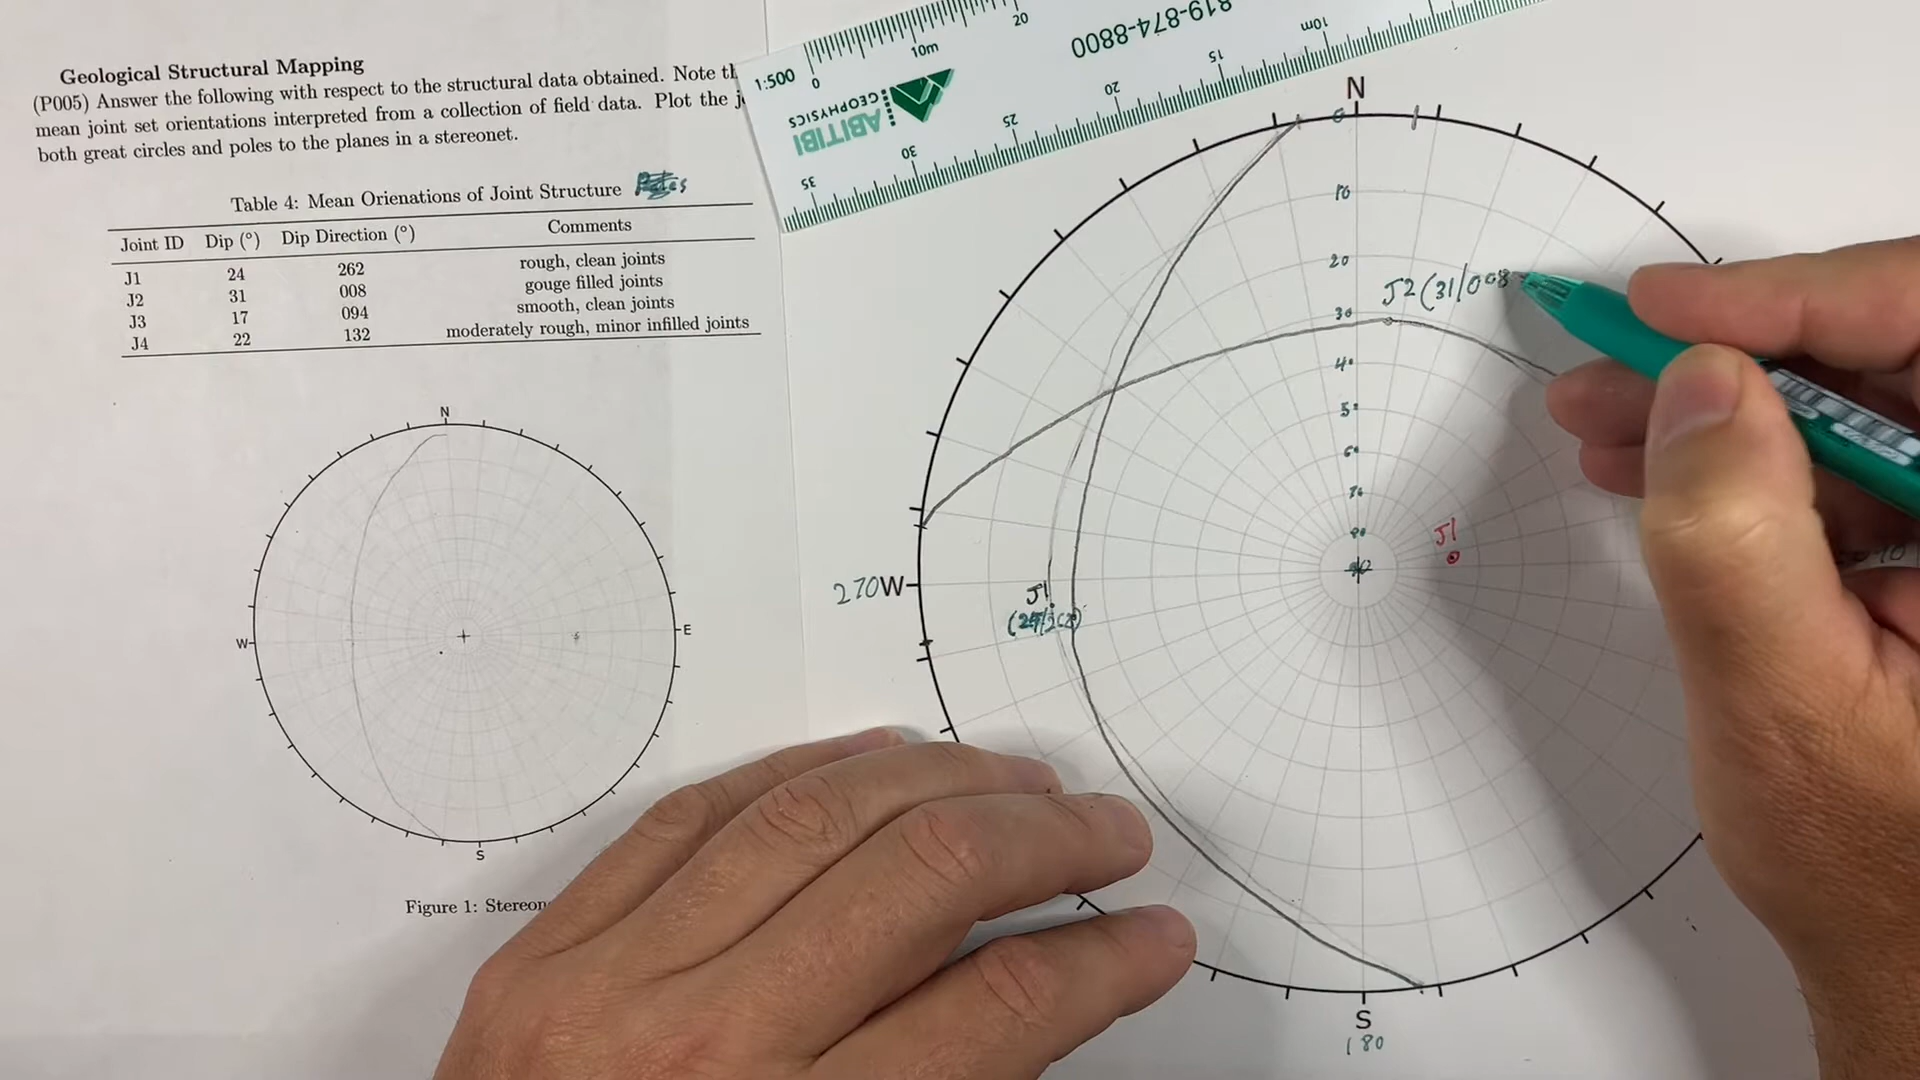 Geological Structural Mapping
(P005) Answer the following with respect to the structural data obtained. Note
mean joint set orientations interpreted from a collection of field data. Plot the
both great circles and poles to the planes in a stereonet.
Table 4: Mean Orienations of Joint Structure
Joint ID Dip (°) Dip Direction (°) Comments
J1 24 262 rough, clean joints
J2 31 008 gouge filled joints
J3 17 094 smooth, clean joints
J4 22 132 moderately rough, minor infilled joints
N
W
E
S
Figure 1:
1:500 0 10m 20
819-874-8800
ABITIBI
GEOPHYSICS
35 30 25 20 15 10m
N
0
10
20
30
40
J2 (31/008
J1
270W
J1
S
180